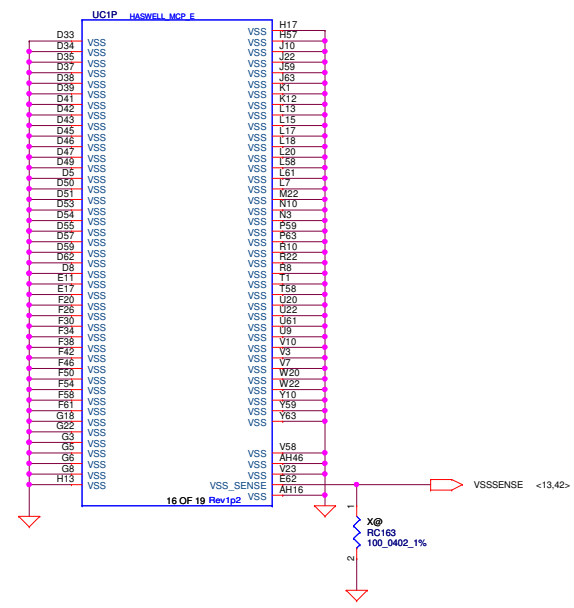 UC1P HASWELL_MCP_E
VSS H17
D33 VSS VSS H57
D34 VSS VSS J10
D35 VSS VSS J22
D37 VSS VSS J59
D38 VSS VSS J63
D39 VSS VSS K1
D41 VSS VSS K12
D42 VSS VSS L13
D43 VSS VSS L15
D45 VSS VSS L17
D46 VSS VSS L18
D47 VSS VSS L20
D49 VSS VSS L58
D5 VSS VSS L61
D50 VSS VSS L7
D51 VSS VSS M22
D53 VSS VSS N10
D54 VSS VSS N3
D55 VSS VSS P59
D57 VSS VSS P63
D59 VSS VSS R10
D62 VSS VSS R22
D8 VSS VSS R8
E11 VSS VSS T1
E17 VSS VSS T58
F20 VSS VSS U20
F26 VSS VSS U22
F30 VSS VSS U61
F34 VSS VSS U9
F38 VSS VSS V10
F42 VSS VSS V3
F46 VSS VSS V7
F50 VSS VSS W20
F54 VSS VSS W22
F58 VSS VSS Y10
F61 VSS VSS Y59
G18 VSS VSS Y63
G22 VSS
G3 VSS
G5 VSS VSS V58
G6 VSS VSS AH46
G8 VSS VSS V23
H13 VSS VSS_SENSE E62 VSSSENSE <13,42>
VSS AH16
16 OF 19 Rev1p2
1
X@
RC163
100_0402_1%
2